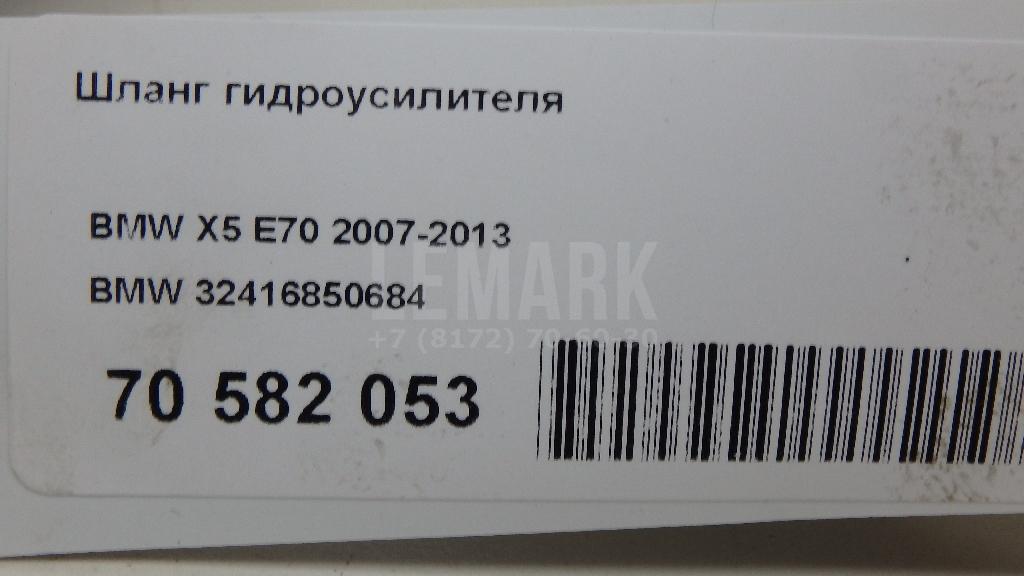 Шланг гидроусилителя
BMW X5 E70 2007-2013
BMW 32416850684
LEMARK
+7 (8172) 70-60-30
70 582 053